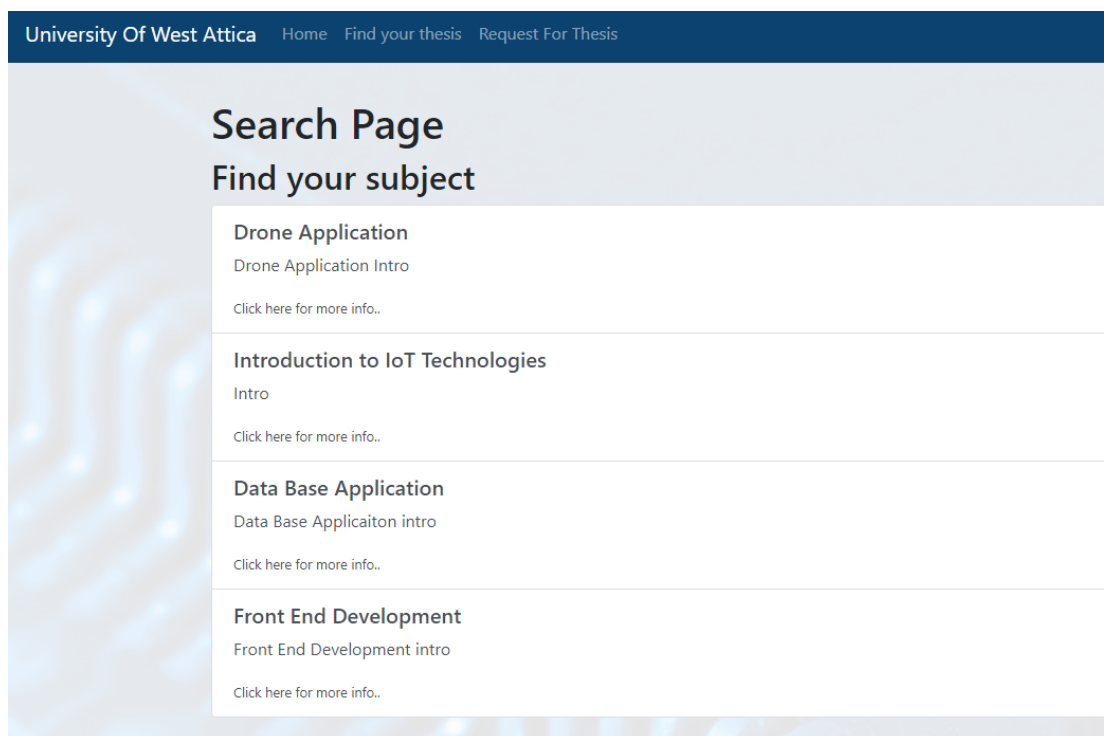 University Of West Attica Home Find your thesis Request For Thesis
Search Page
Find your subject
Drone Application
Drone Application Intro
Click here for more info..
Introduction to IoT Technologies
Intro
Click here for more info..
Data Base Application
Data Base Applicaiton intro
Click here for more info..
Front End Development
Front End Development intro
Click here for more info..